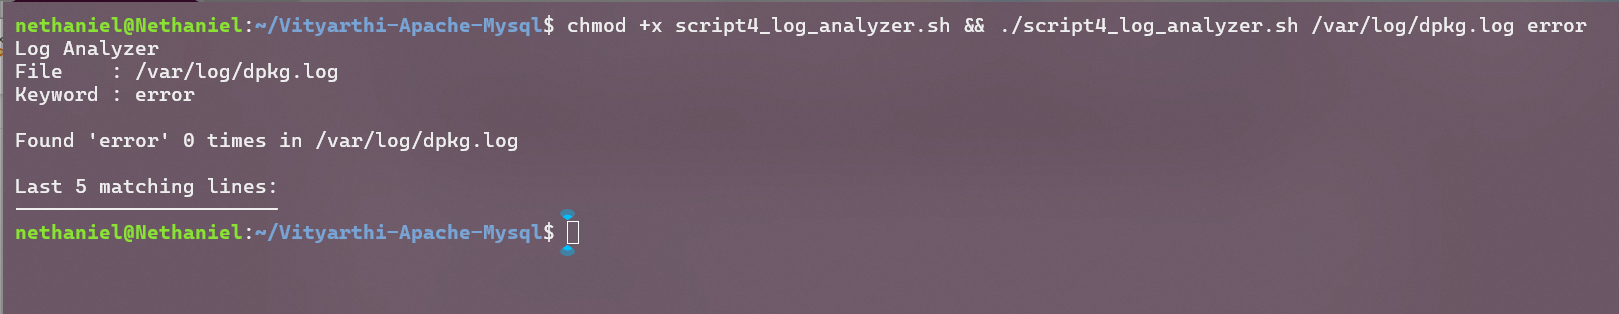 nethaniel@Nethaniel:~/Vityarthi-Apache-Mysql$ chmod +x script4_log_analyzer.sh && ./script4_log_analyzer.sh /var/log/dpkg.log error
Log Analyzer
File    : /var/log/dpkg.log
Keyword : error
Found 'error' 0 times in /var/log/dpkg.log
Last 5 matching lines:
──────────────────────
nethaniel@Nethaniel:~/Vityarthi-Apache-Mysql$